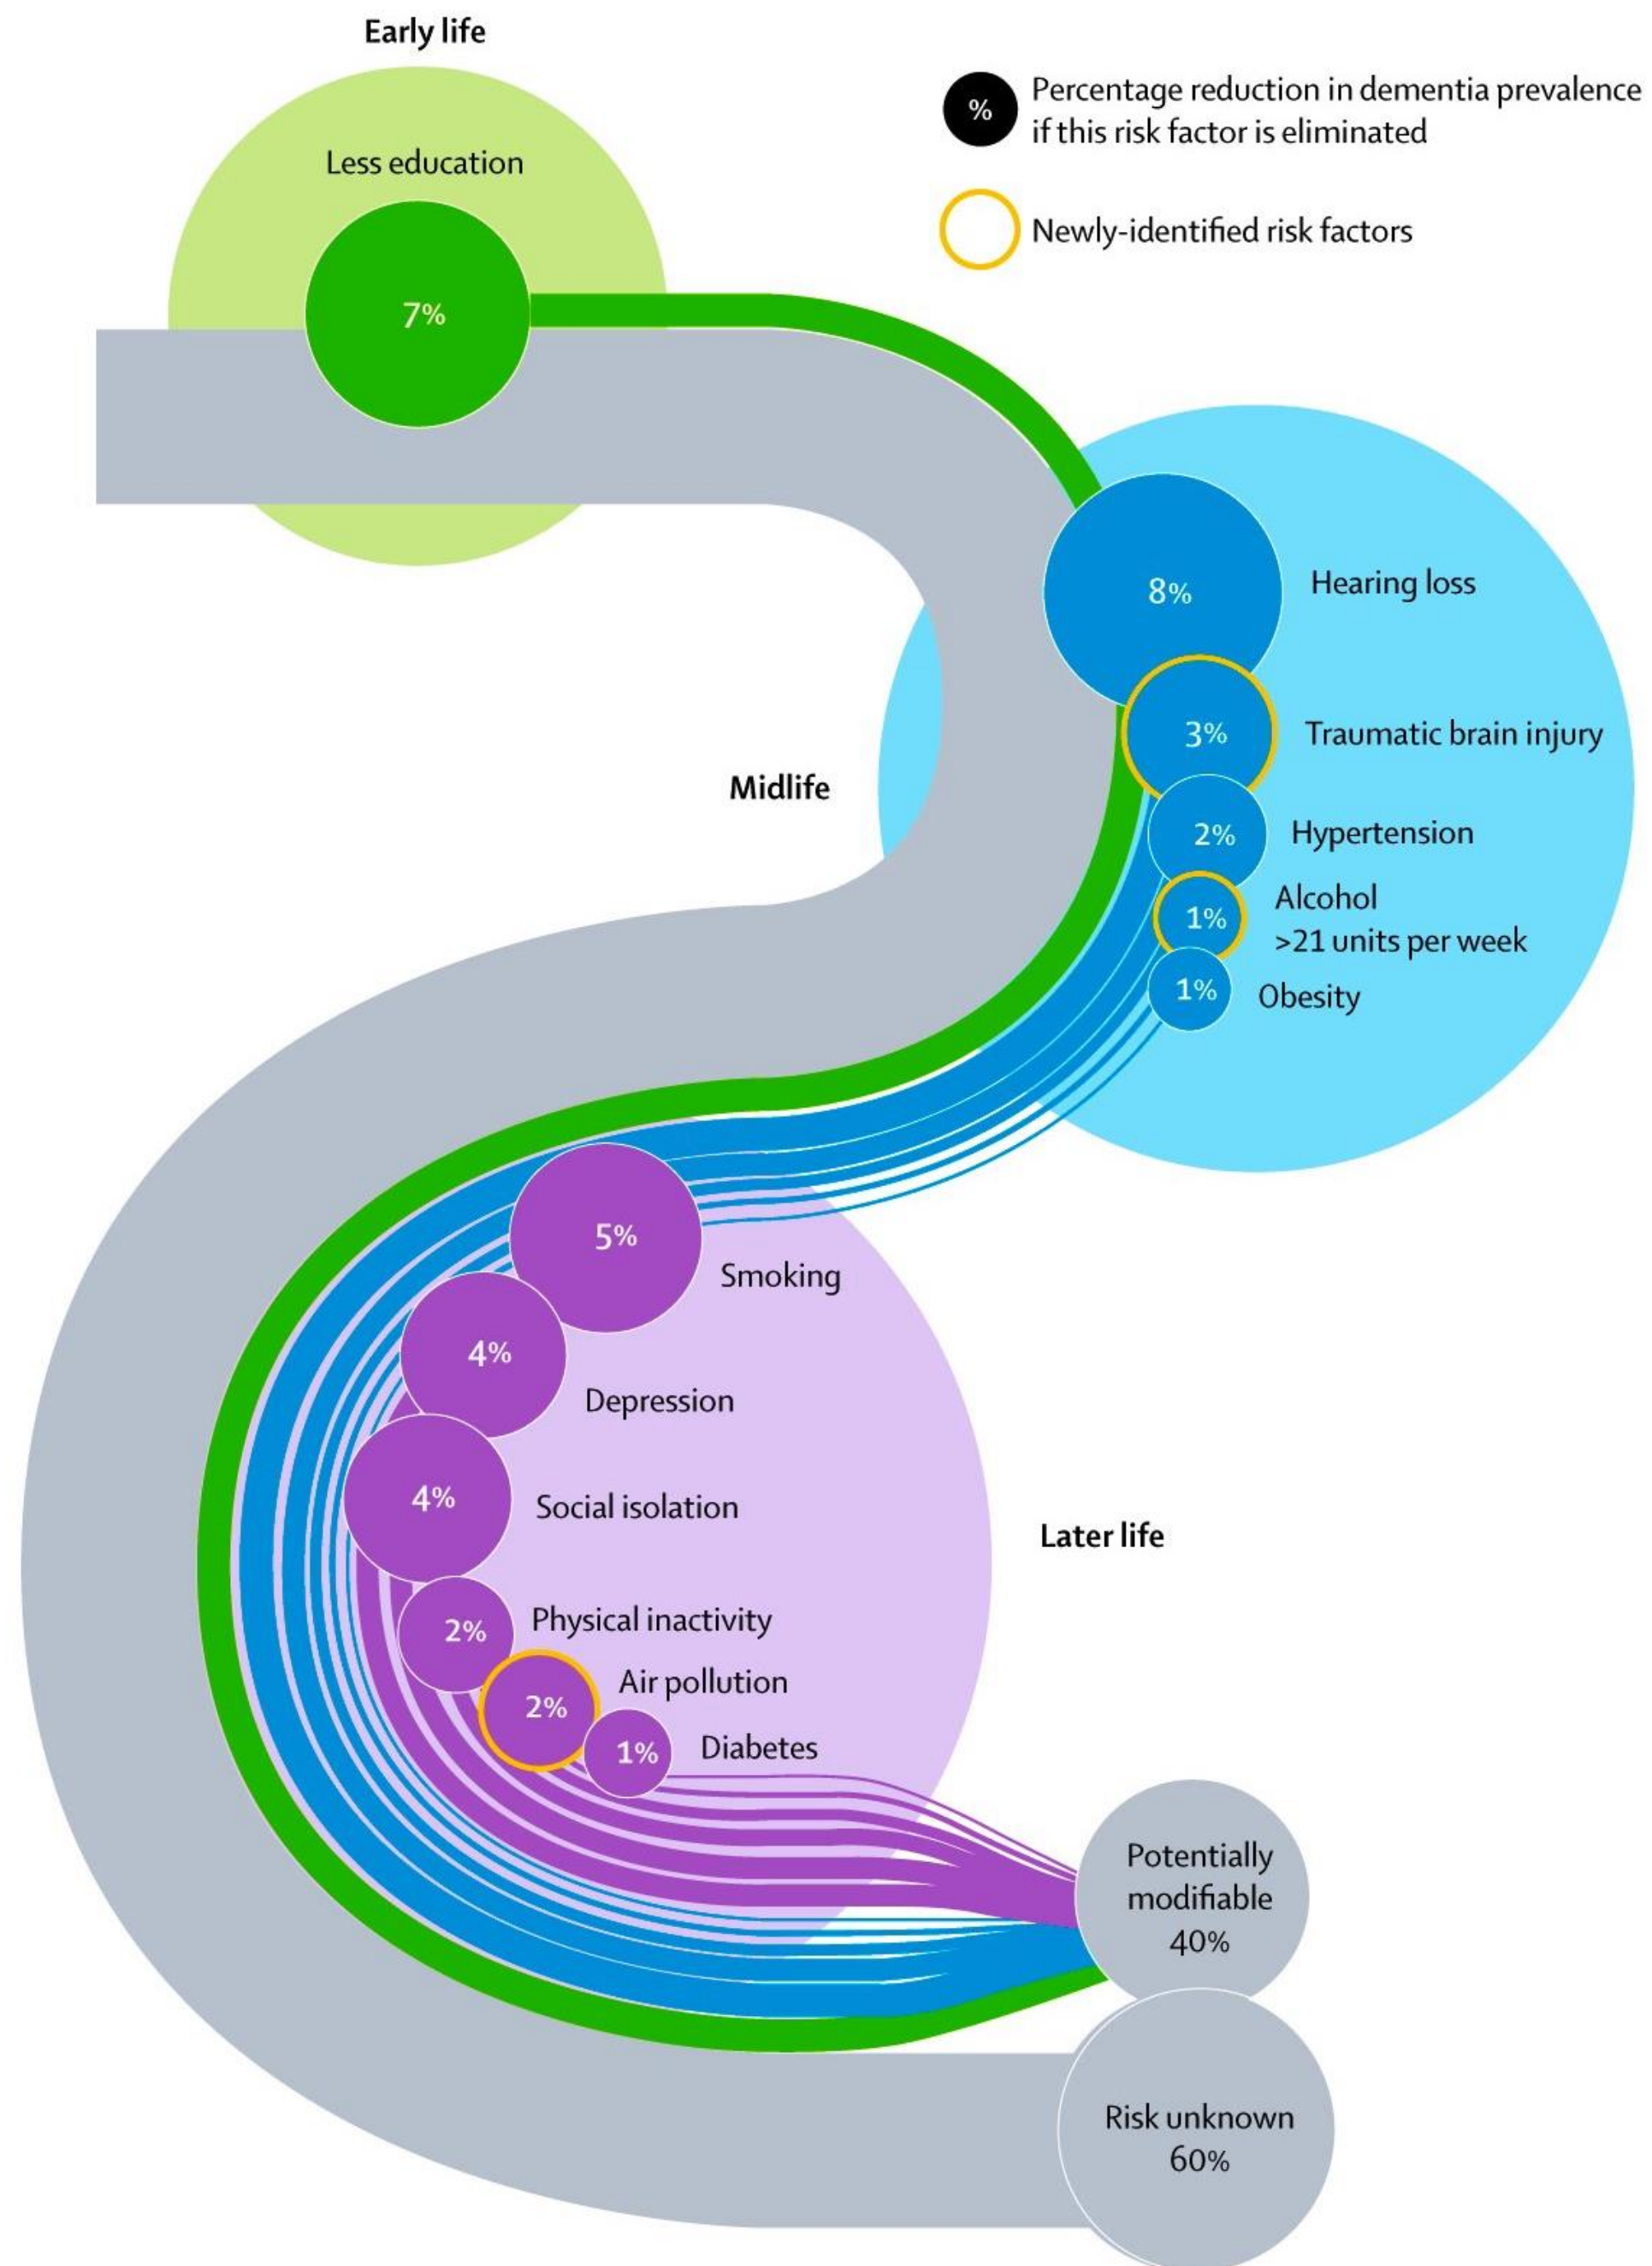 Early life
%
Percentage reduction in dementia prevalence
if this risk factor is eliminated
Newly-identified risk factors
Less education
7%
8%
Hearing loss
3%
Traumatic brain injury
Midlife
2%
Hypertension
1%
Alcohol
>21 units per week
1%
Obesity
5%
Smoking
4%
Depression
4%
Social isolation
Later life
2%
Physical inactivity
2%
Air pollution
1%
Diabetes
Potentially
modifiable
40%
Risk unknown
60%